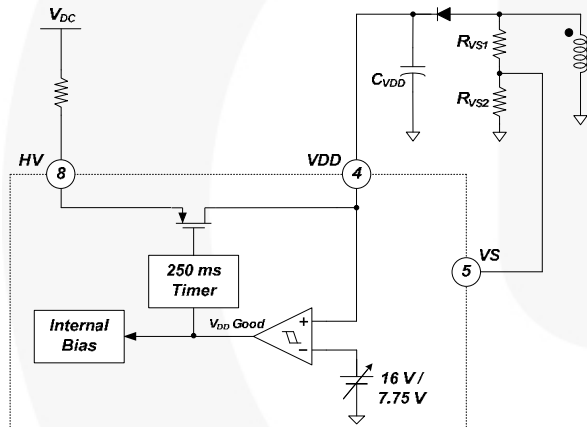 VDC
RVS1
CVDD
RVS2
HV
8
VDD
4
VS
5
250 ms
Timer
Internal
Bias
VDD Good
+
−
16 V /
7.75 V